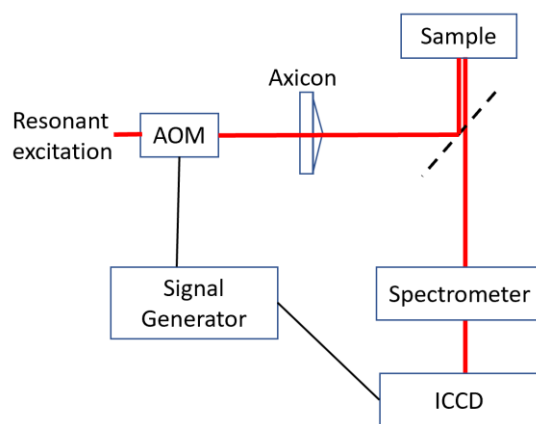 Sample
Axicon
Resonant
excitation
AOM
Signal
Generator
Spectrometer
ICCD